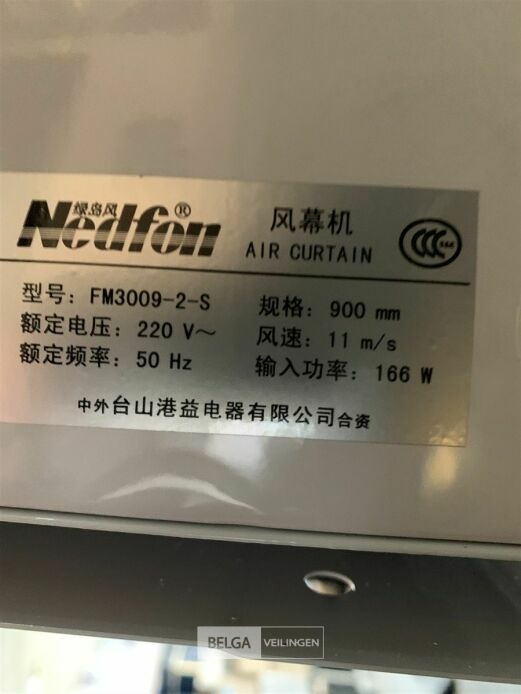 绿岛风
Nedfon®
风幕机
AIR CURTAIN
CCC S&E
型号: FM3009-2-S
规格: 900 mm
额定电压: 220 V~
风速: 11 m/s
额定频率: 50 Hz
输入功率: 166 W
中外台山港益电器有限公司合资
BELGA VEILINGEN